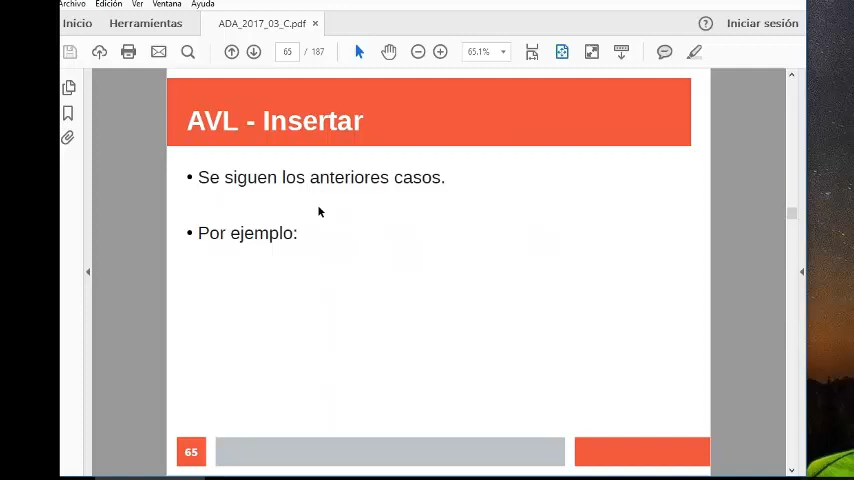 Archivo Edición Ver Ventana Ayuda
Inicio Herramientas ADA_2017_03_C.pdf × ? Iniciar sesión
65 / 187 65.1%
AVL - Insertar
• Se siguen los anteriores casos.
• Por ejemplo:
65